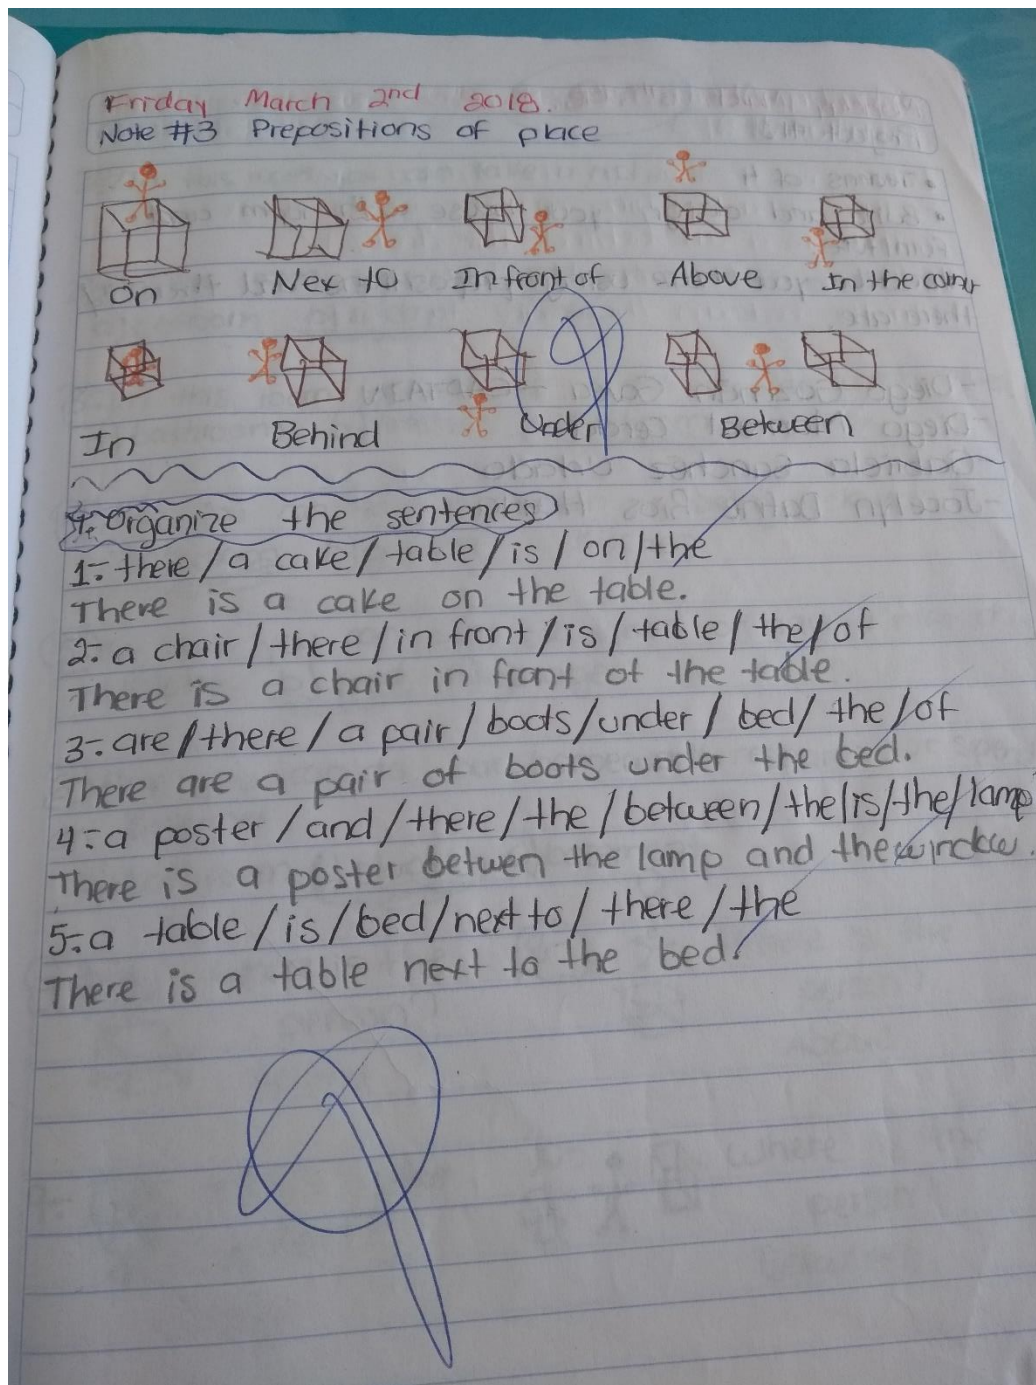 Friday March 2nd 2018.
Note #3 Prepositions of place
On Nex to In front of Above In the corner
In Behind Under Between
1. Organize the sentences
1-. there / a cake / table / is / on / the
There is a cake on the table.
2-. a chair / there / in front / is / table / the / of
There is a chair in front of the table.
3-. are / there / a pair / boots / under / bed / the / of
There are a pair of boots under the bed.
4-. a poster / and / there / the / between / the / is / the / lamp
There is a poster betwen the lamp and the window.
5-. a table / is / bed / next to / there / the
There is a table next to the bed.